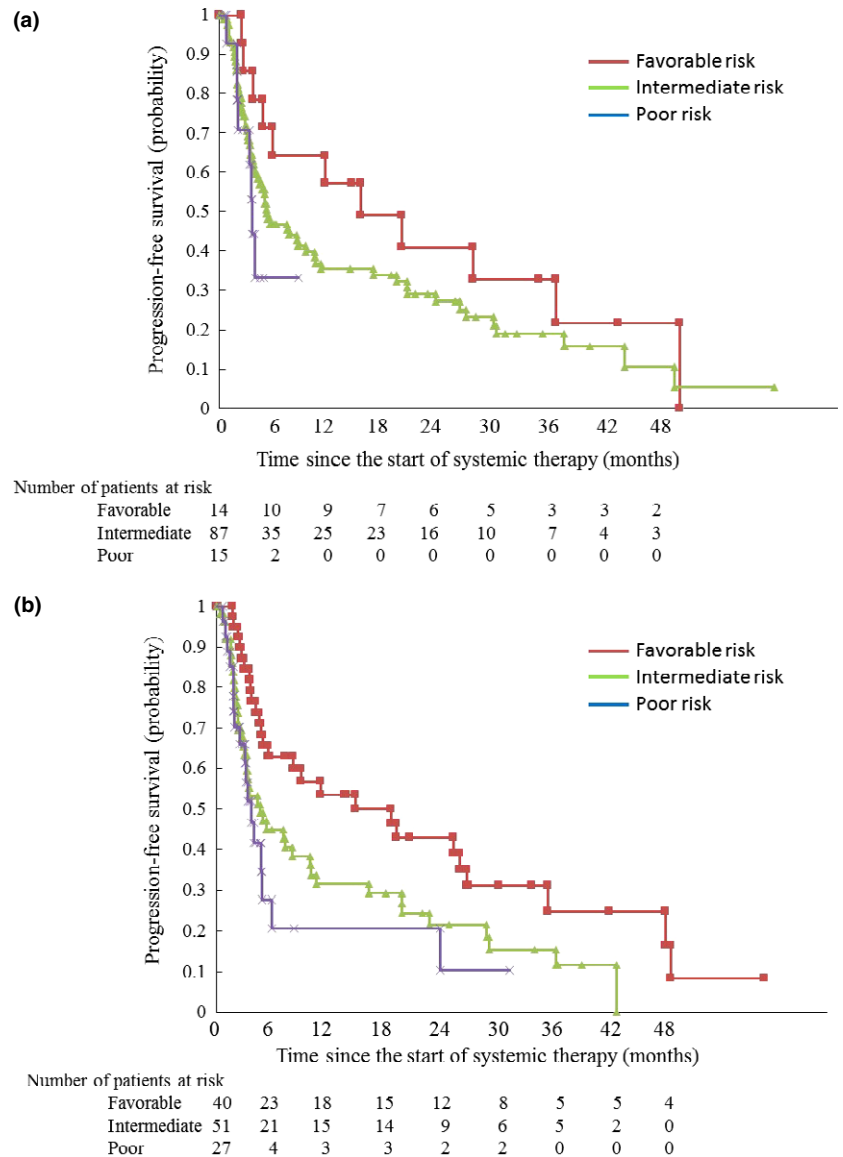 (a)
Progression-free survival (probability)
1
0.9
0.8
0.7
0.6
0.5
0.4
0.3
0.2
0.1
0
Favorable risk
Intermediate risk
Poor risk
0 6 12 18 24 30 36 42 48
Time since the start of systemic therapy (months)
Number of patients at risk
Favorable 14 10 9 7 6 5 3 3 2
Intermediate 87 35 25 23 16 10 7 4 3
Poor 15 2 0 0 0 0 0 0 0
(b)
Progression-free survival (probability)
1
0.9
0.8
0.7
0.6
0.5
0.4
0.3
0.2
0.1
0
Favorable risk
Intermediate risk
Poor risk
0 6 12 18 24 30 36 42 48
Time since the start of systemic therapy (months)
Number of patients at risk
Favorable 40 23 18 15 12 8 5 5 4
Intermediate 51 21 15 14 9 6 5 2 0
Poor 27 4 3 3 2 2 0 0 0